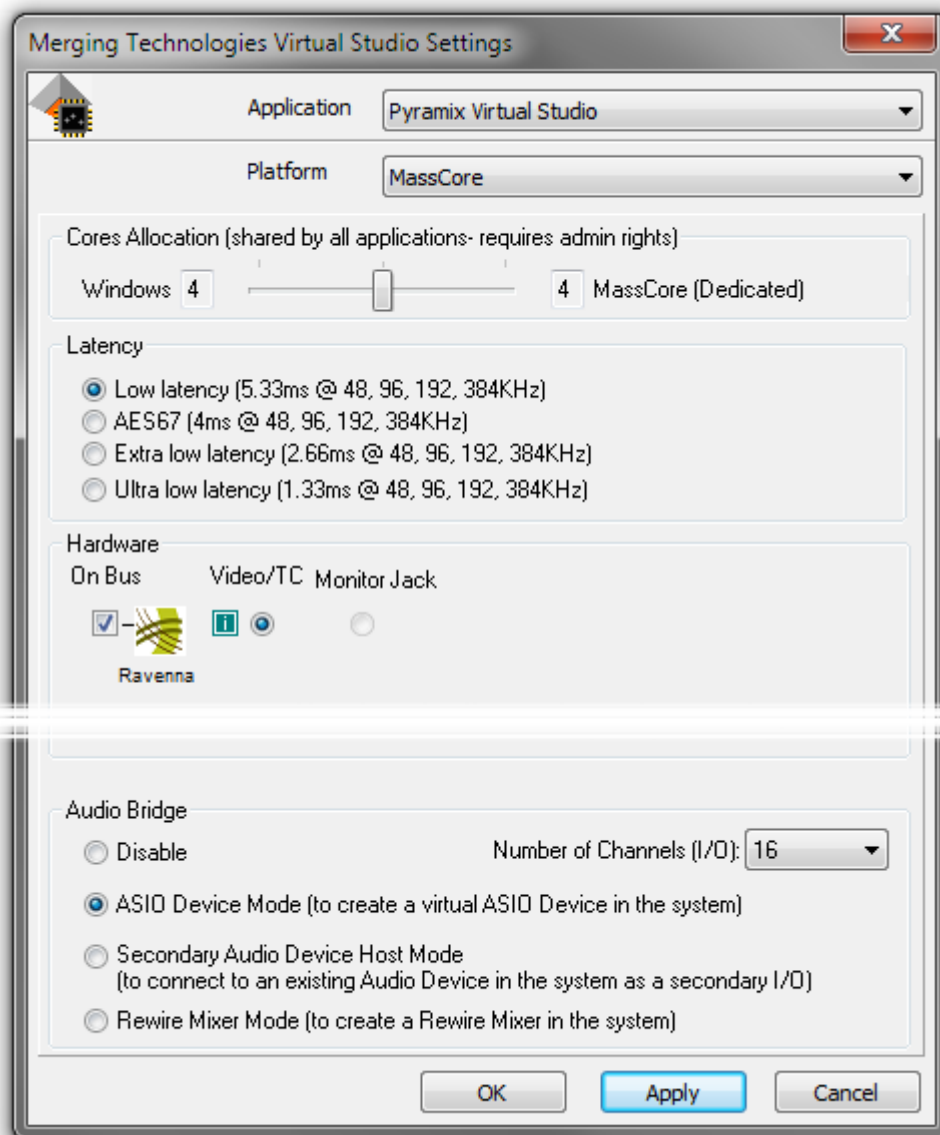 Merging Technologies Virtual Studio Settings
Application Pyramix Virtual Studio
Platform MassCore
Cores Allocation (shared by all applications- requires admin rights)
Windows 4 4 MassCore (Dedicated)
Latency
Low latency (5.33ms @ 48, 96, 192, 384KHz)
AES67 (4ms @ 48, 96, 192, 384KHz)
Extra low latency (2.66ms @ 48, 96, 192, 384KHz)
Ultra low latency (1.33ms @ 48, 96, 192, 384KHz)
Hardware
On Bus Video/TC Monitor Jack
i
Ravenna
Audio Bridge
Disable Number of Channels (I/O): 16
ASIO Device Mode (to create a virtual ASIO Device in the system)
Secondary Audio Device Host Mode
(to connect to an existing Audio Device in the system as a secondary I/O)
Rewire Mixer Mode (to create a Rewire Mixer in the system)
OK Apply Cancel